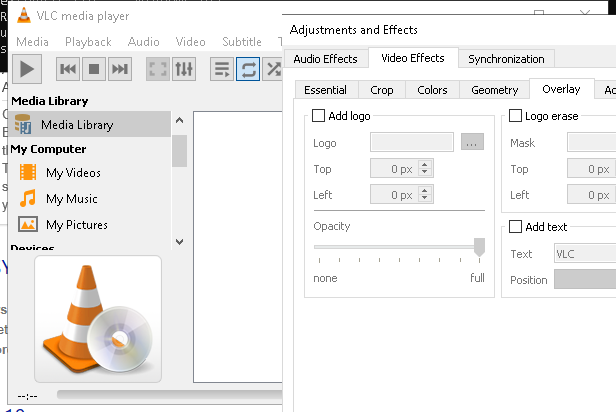 VLC media player
Media Playback Audio Video Subtitle
Media Library
Media Library
My Computer
My Videos
My Music
My Pictures
Devices
--:--
Adjustments and Effects
Audio Effects Video Effects Synchronization
Essential Crop Colors Geometry Overlay
Add logo
Logo ...
Top 0 px
Left 0 px
Opacity
none full
Logo erase
Mask
Top 0 px
Left 0 px
Add text
Text VLC
Position